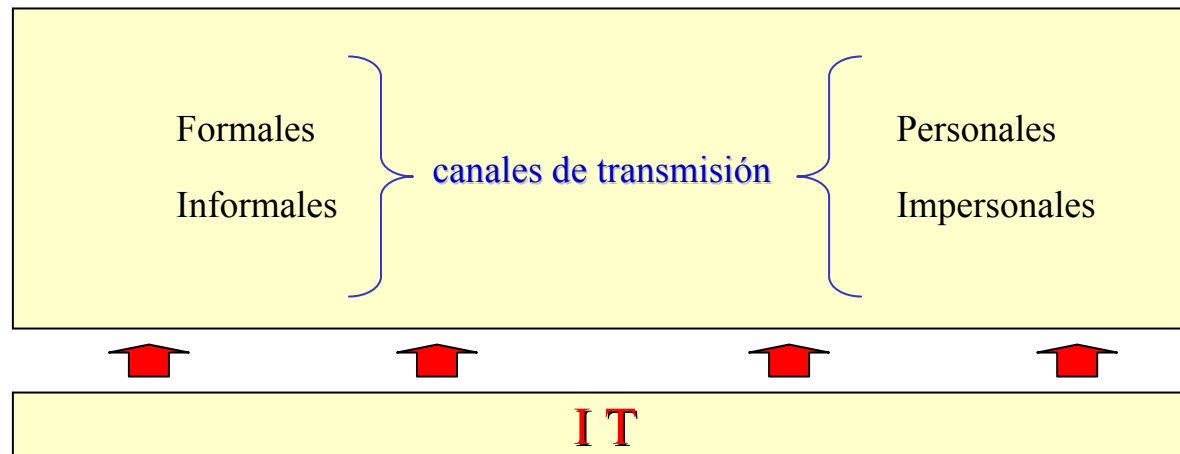 Formales
Informales
canales de transmisión
Personales
Impersonales
I T